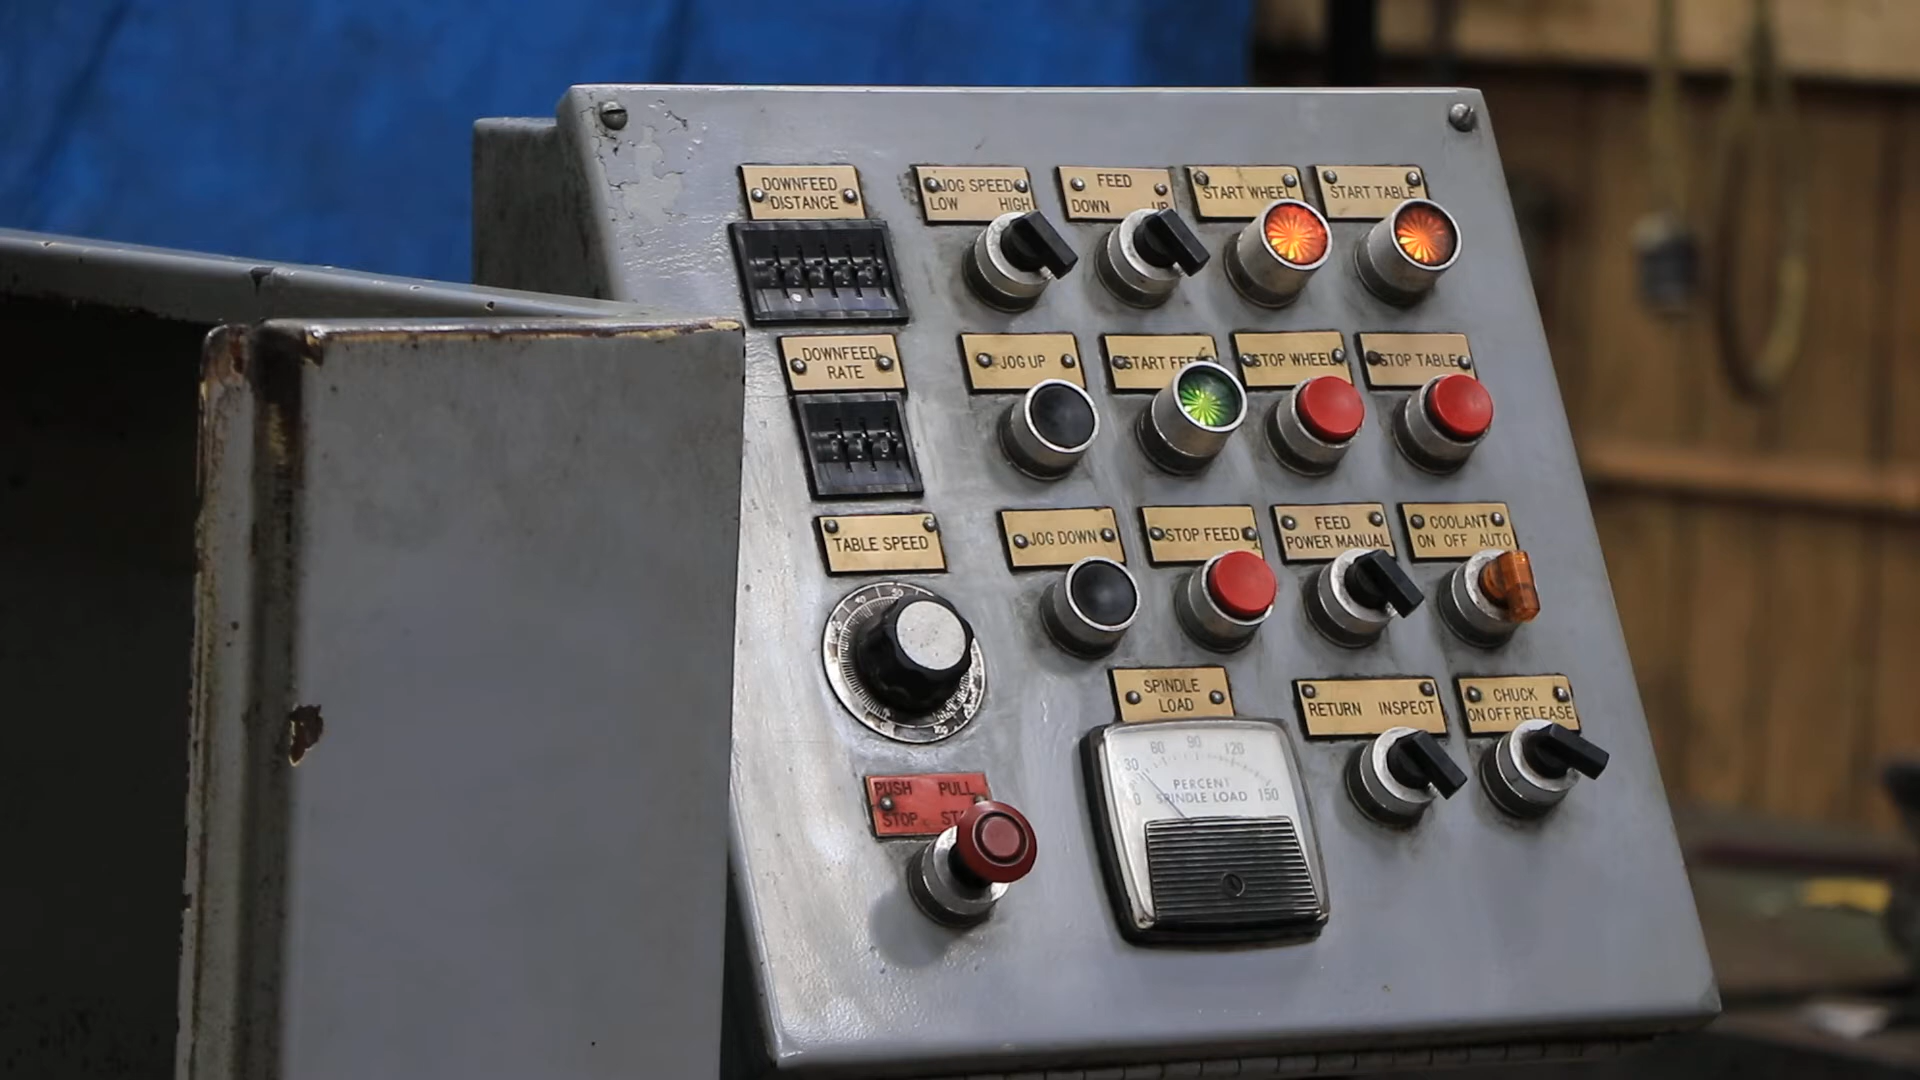 DOWNFEED
DISTANCE
JOG SPEED
LOW HIGH
FEED
DOWN UP
START WHEEL
START TABLE
DOWNFEED
RATE
JOG UP
START FEED
STOP WHEEL
STOP TABLE
TABLE SPEED
JOG DOWN
STOP FEED
FEED
POWER MANUAL
COOLANT
ON OFF AUTO
SPINDLE
LOAD
RETURN INSPECT
CHUCK
ON OFF RELEASE
0 30 60 90 120 150
PERCENT
SPINDLE LOAD
PUSH PULL
STOP